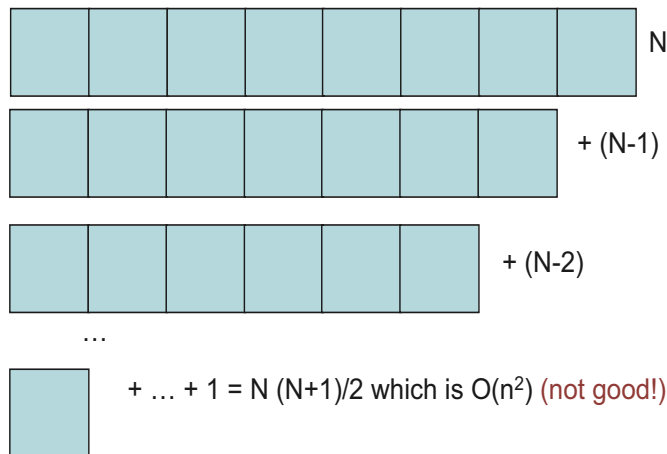 N
+ (N-1)
+ (N-2)
…
+ … + 1 = N (N+1)/2 which is O(n²) (not good!)